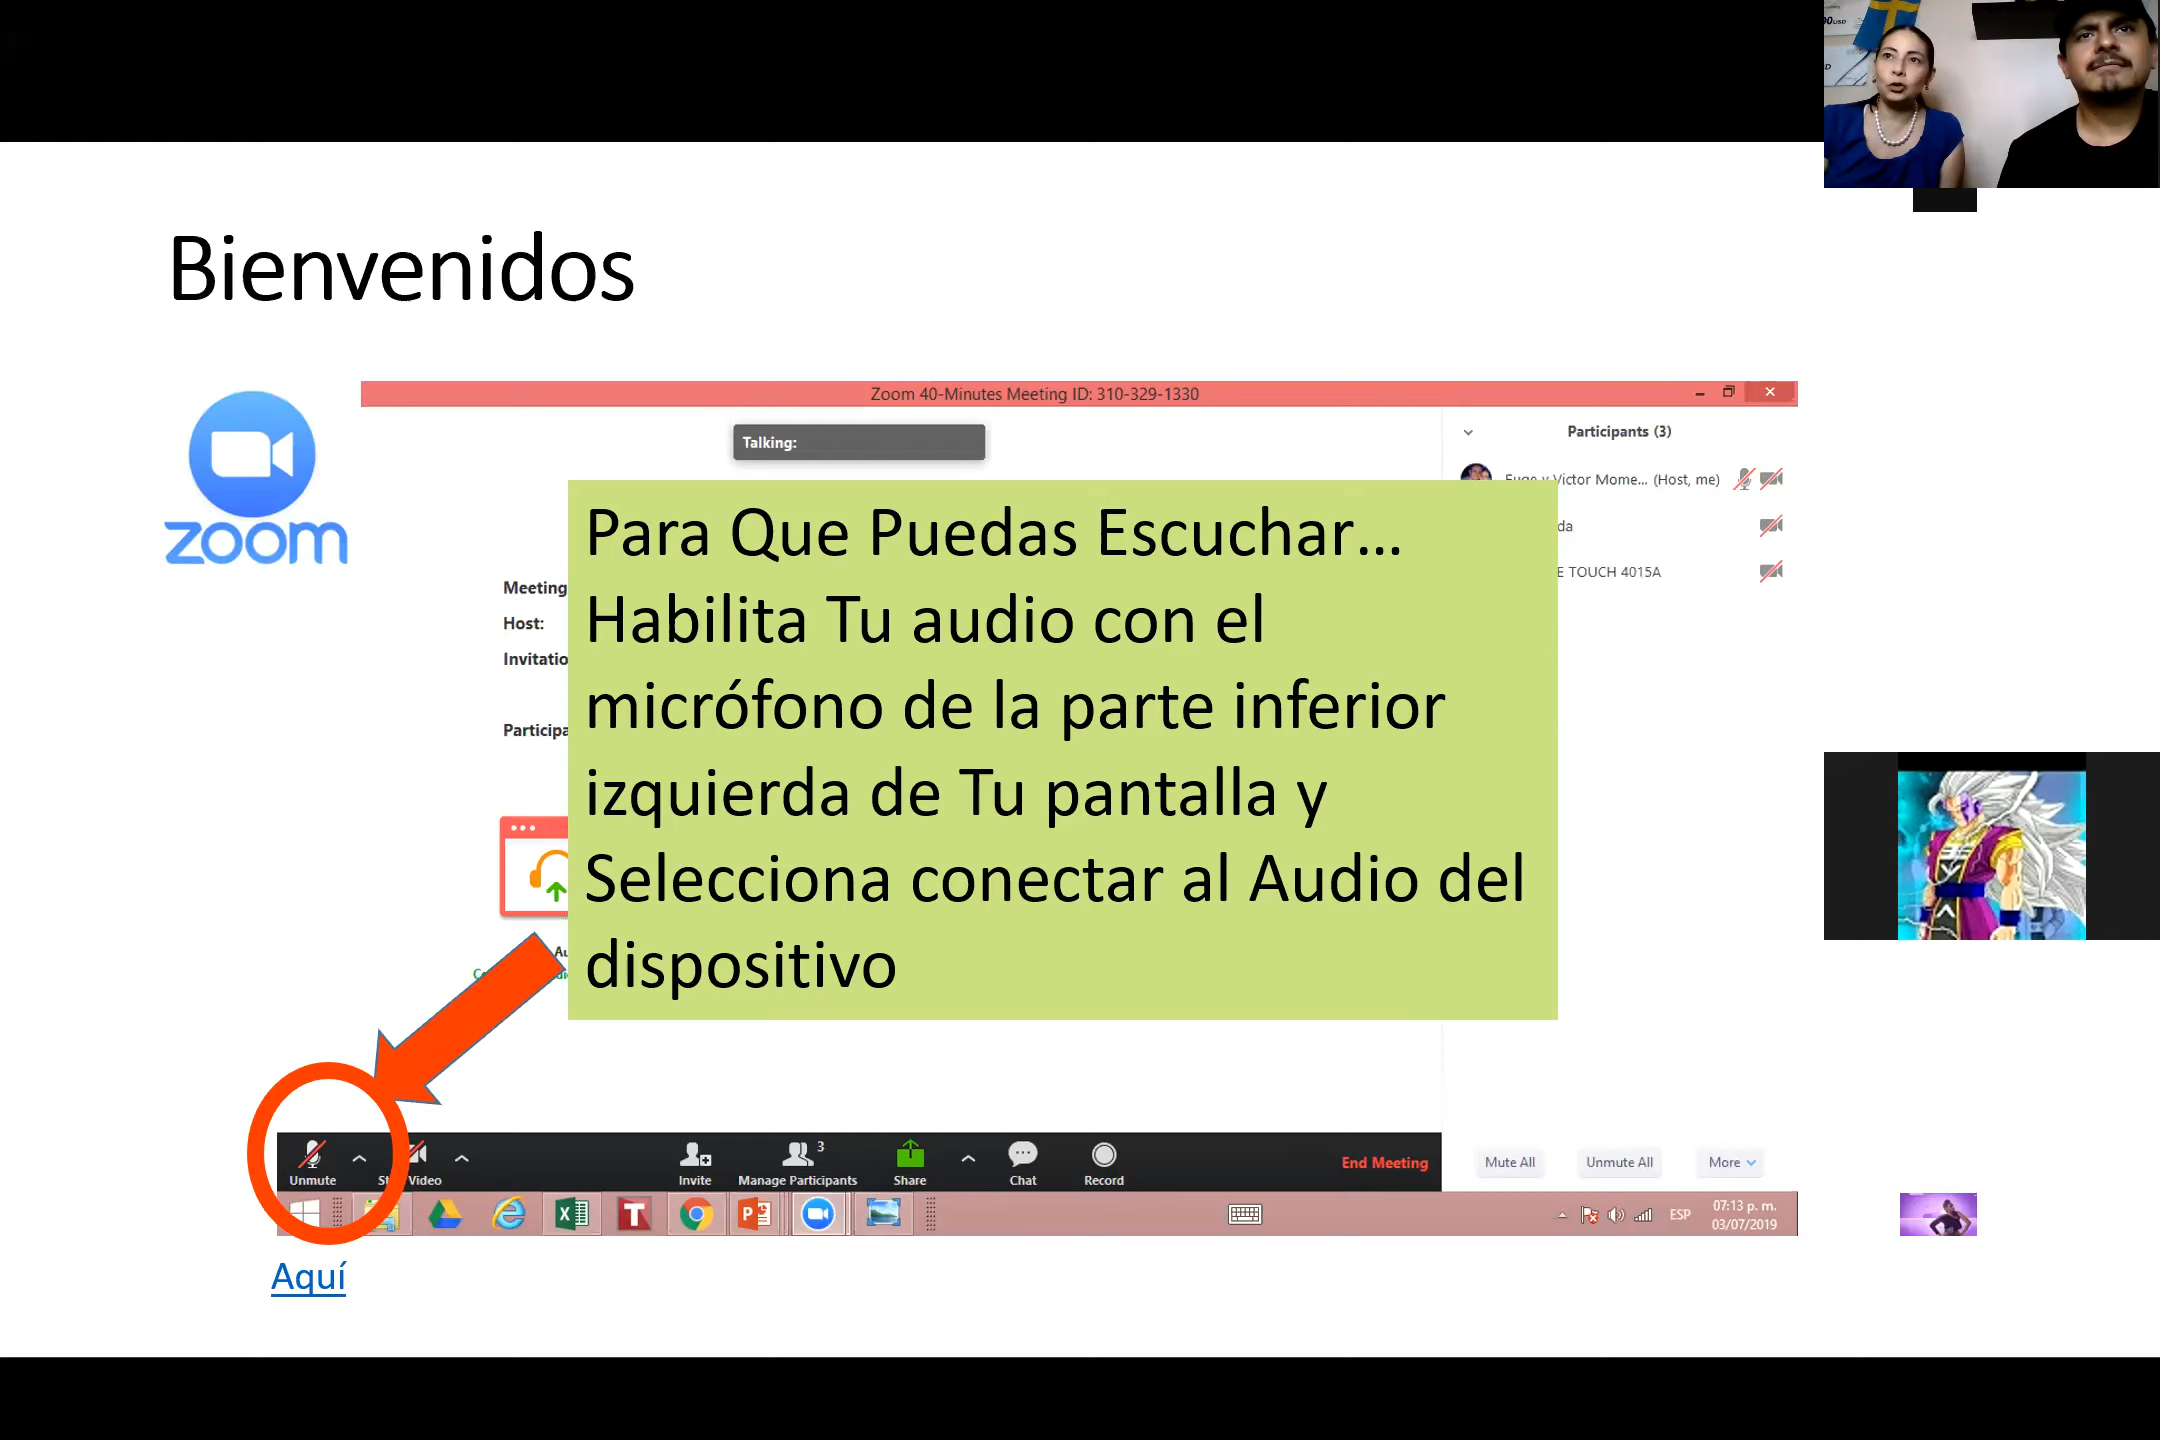 00USD
D
Bienvenidos
zoom
Zoom 40-Minutes Meeting ID: 310-329-1330
Talking:
Participants (3)
Victor Mome... (Host, me)
da
E TOUCH 4015A
Para Que Puedas Escuchar...
Habilita Tu audio con el
micrófono de la parte inferior
izquierda de Tu pantalla y
Selecciona conectar al Audio del
dispositivo
Meeting
Host:
Invitatio
Participa
Unmute
Video
Invite
3
Manage Participants
Share
Chat
Record
End Meeting
Mute All
Unmute All
More
ESP
07:13 p. m.
03/07/2019
Aquí